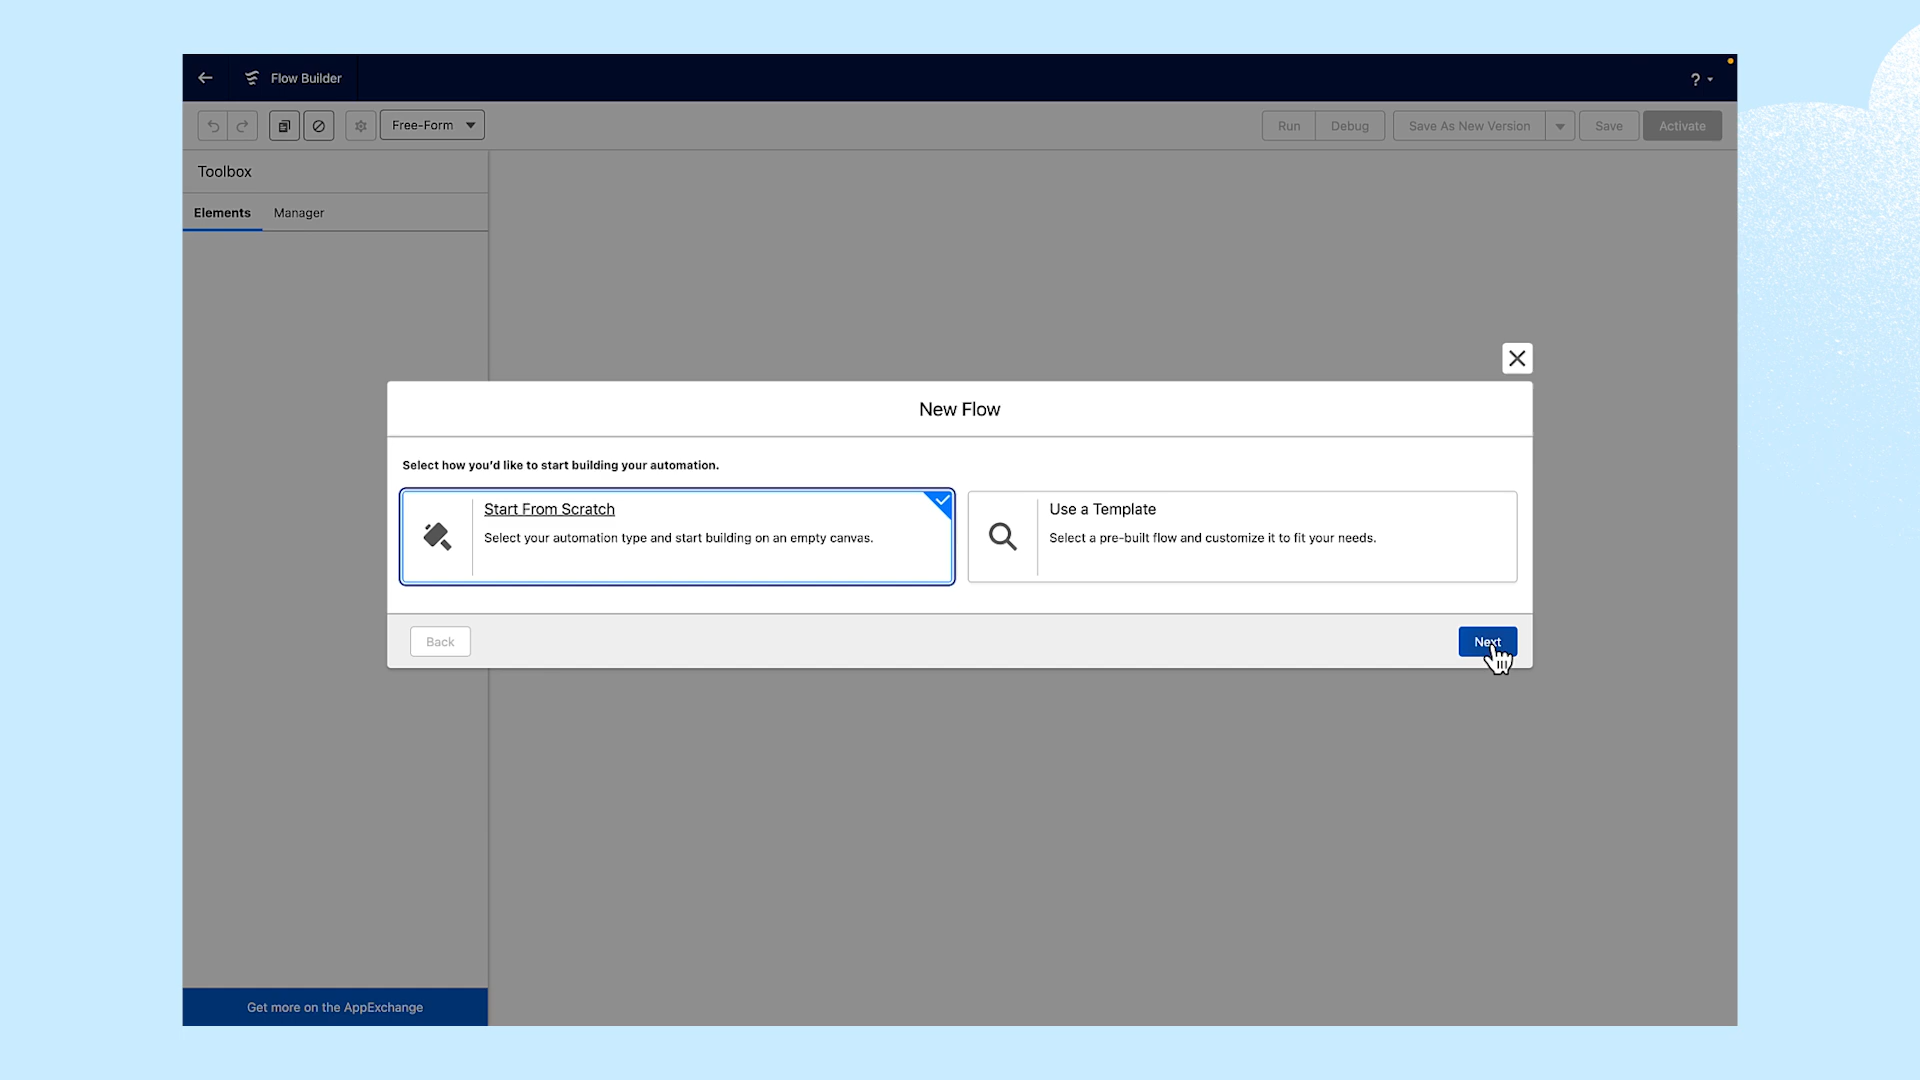 Flow Builder
?
Free-Form
Run
Debug
Save As New Version
Save
Activate
Toolbox
Elements
Manager
New Flow
Select how you'd like to start building your automation.
Start From Scratch
Select your automation type and start building on an empty canvas.
Use a Template
Select a pre-built flow and customize it to fit your needs.
Back
Next
Get more on the AppExchange